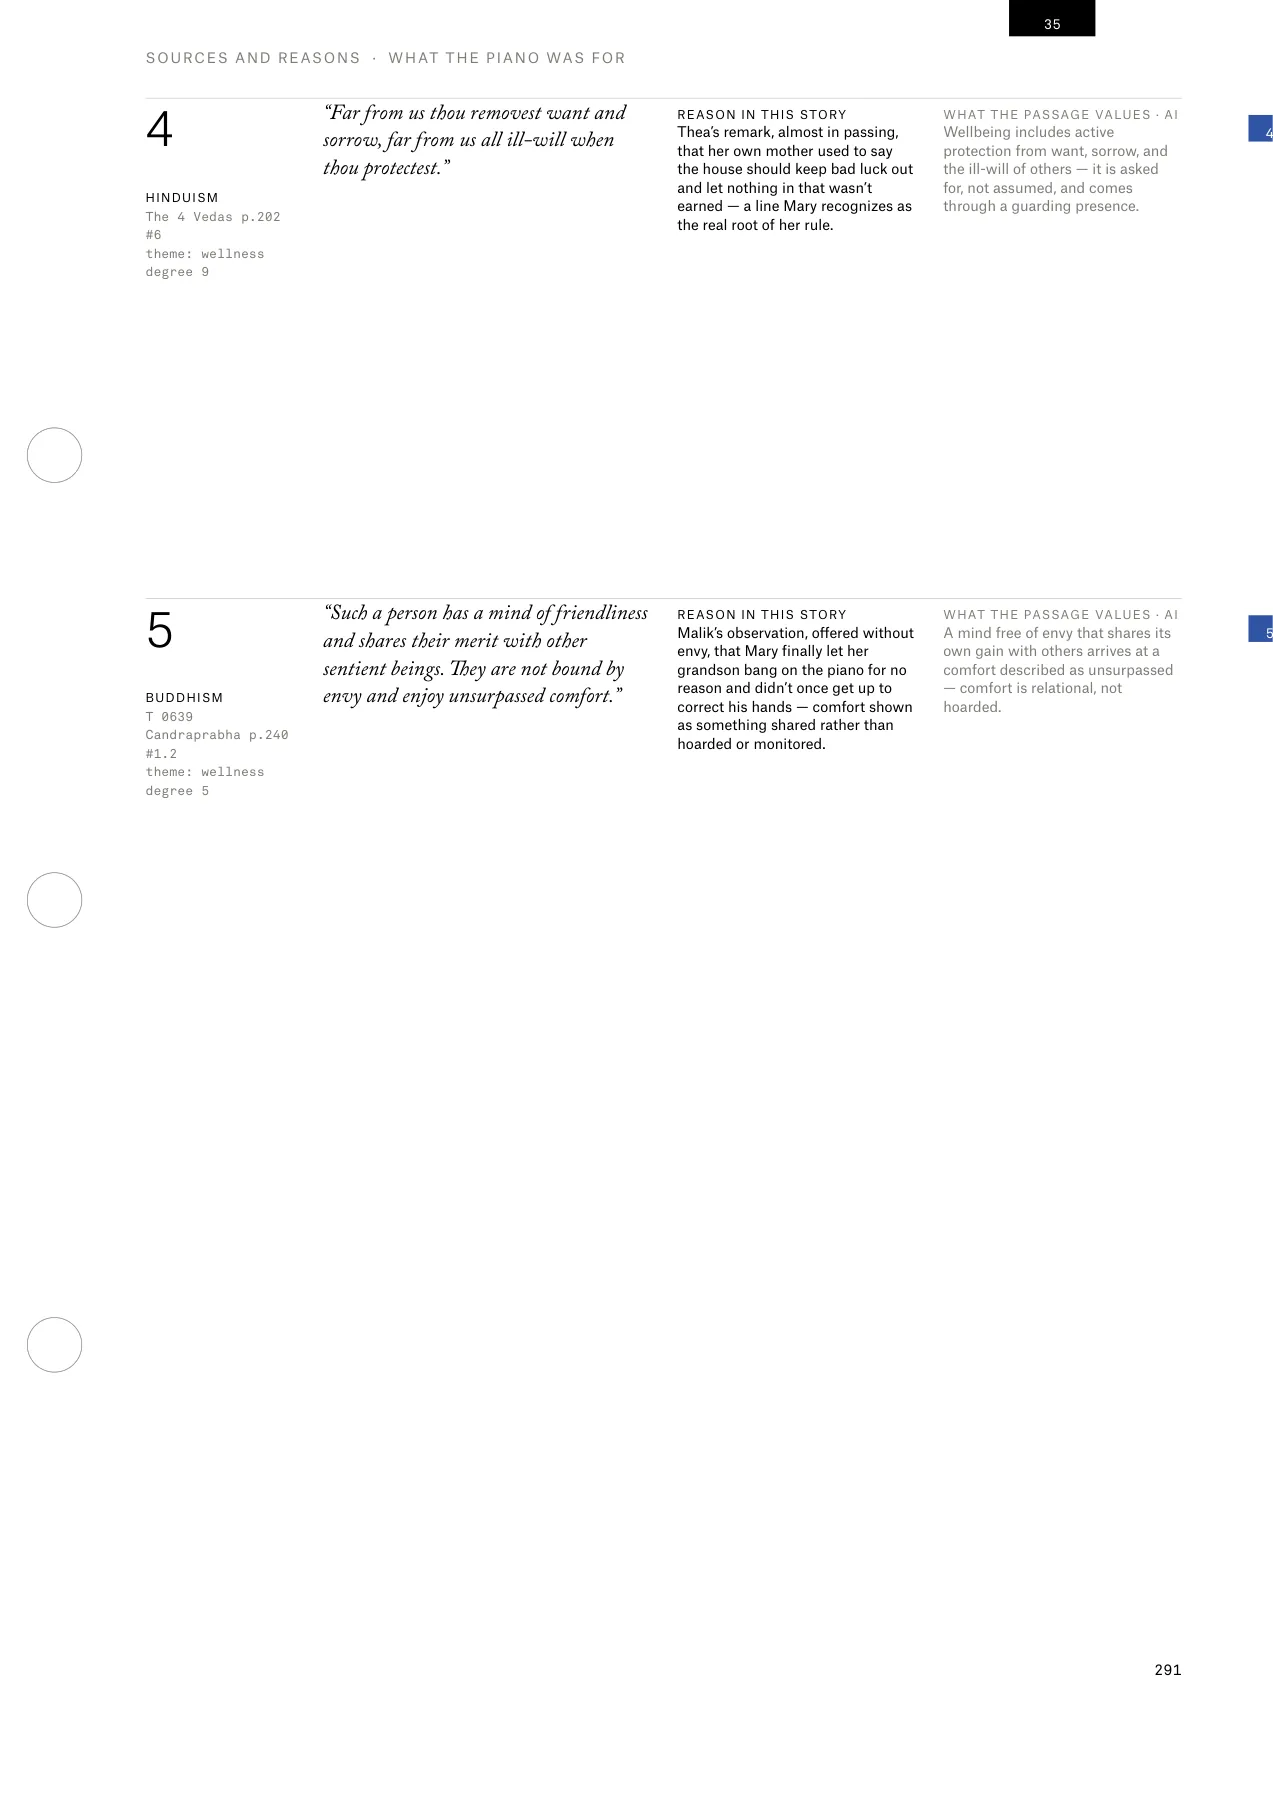 35
SOURCES AND REASONS · WHAT THE PIANO WAS FOR
4
HINDUISM
The 4 Vedas p.202
#6
theme: wellness
degree 9
“Far from us thou removest want and
sorrow, far from us all ill-will when
thou protectest.”
REASON IN THIS STORY
Thea’s remark, almost in passing,
that her own mother used to say
the house should keep bad luck out
and let nothing in that wasn’t
earned — a line Mary recognizes as
the real root of her rule.
WHAT THE PASSAGE VALUES · AI
Wellbeing includes active
protection from want, sorrow, and
the ill-will of others — it is asked
for, not assumed, and comes
through a guarding presence.
4
5
BUDDHISM
T 0639
Candraprabha p.240
#1.2
theme: wellness
degree 5
“Such a person has a mind of friendliness
and shares their merit with other
sentient beings. They are not bound by
envy and enjoy unsurpassed comfort.”
REASON IN THIS STORY
Malik’s observation, offered without
envy, that Mary finally let her
grandson bang on the piano for no
reason and didn’t once get up to
correct his hands — comfort shown
as something shared rather than
hoarded or monitored.
WHAT THE PASSAGE VALUES · AI
A mind free of envy that shares its
own gain with others arrives at a
comfort described as unsurpassed
— comfort is relational, not
hoarded.
5
291